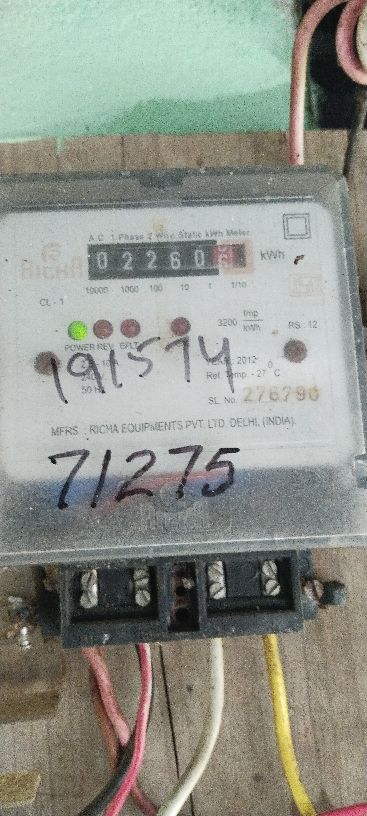 A C 1 Phase 2 Wire Static kWh Meter
RICHA
02260 kWh
10000 1000 100 10 1 1/10
CL - 1
3200 Imp/kWh
RS : 12
POWER REV EFLT
191574
2012
Ref. Temp. - 27°C
50 Hz
SL. No. 276790
MFRS. : RICHA EQUIPMENTS PVT. LTD. DELHI, (INDIA)
71275